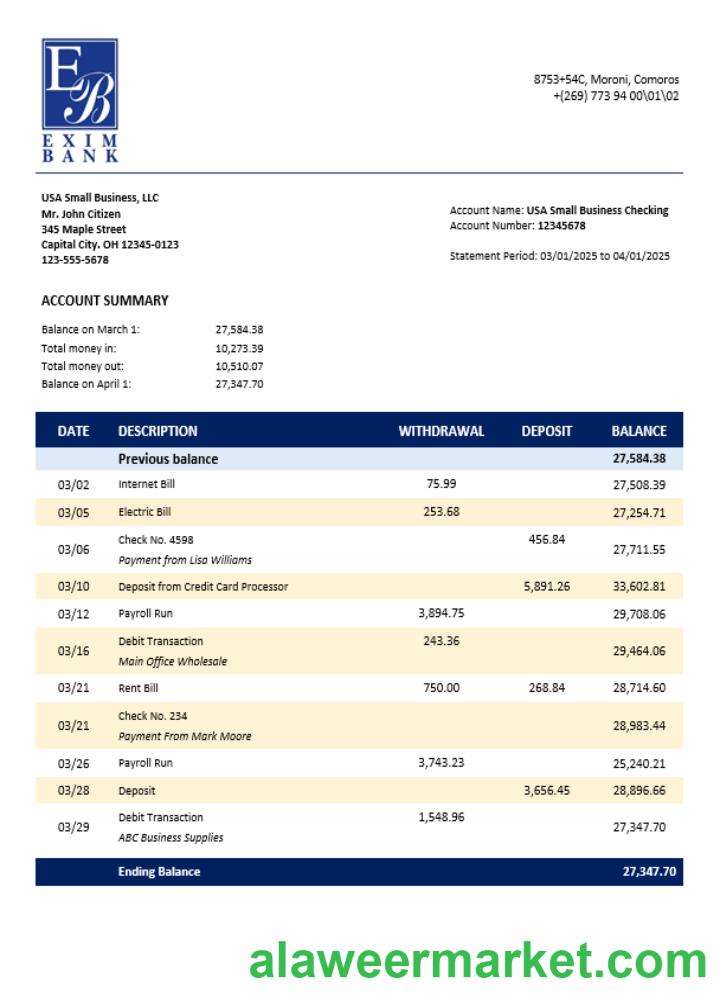 EB
EXIM
BANK
8753+54C, Moroni, Comoros
+(269) 773 94 00\01\02
USA Small Business, LLC
Mr. John Citizen
345 Maple Street
Capital City. OH 12345-0123
123-555-5678
Account Name: USA Small Business Checking
Account Number: 12345678
Statement Period: 03/01/2025 to 04/01/2025
ACCOUNT SUMMARY
Balance on March 1: 27,584.38
Total money in: 10,273.39
Total money out: 10,510.07
Balance on April 1: 27,347.70
DATE DESCRIPTION WITHDRAWAL DEPOSIT BALANCE
Previous balance 27,584.38
03/02 Internet Bill 75.99 27,508.39
03/05 Electric Bill 253.68 27,254.71
03/06 Check No. 4598 456.84 27,711.55
Payment from Lisa Williams
03/10 Deposit from Credit Card Processor 5,891.26 33,602.81
03/12 Payroll Run 3,894.75 29,708.06
03/16 Debit Transaction 243.36 29,464.06
Main Office Wholesale
03/21 Rent Bill 750.00 268.84 28,714.60
03/21 Check No. 234 28,983.44
Payment From Mark Moore
03/26 Payroll Run 3,743.23 25,240.21
03/28 Deposit 3,656.45 28,896.66
03/29 Debit Transaction 1,548.96 27,347.70
ABC Business Supplies
Ending Balance 27,347.70
alaweermarket.com